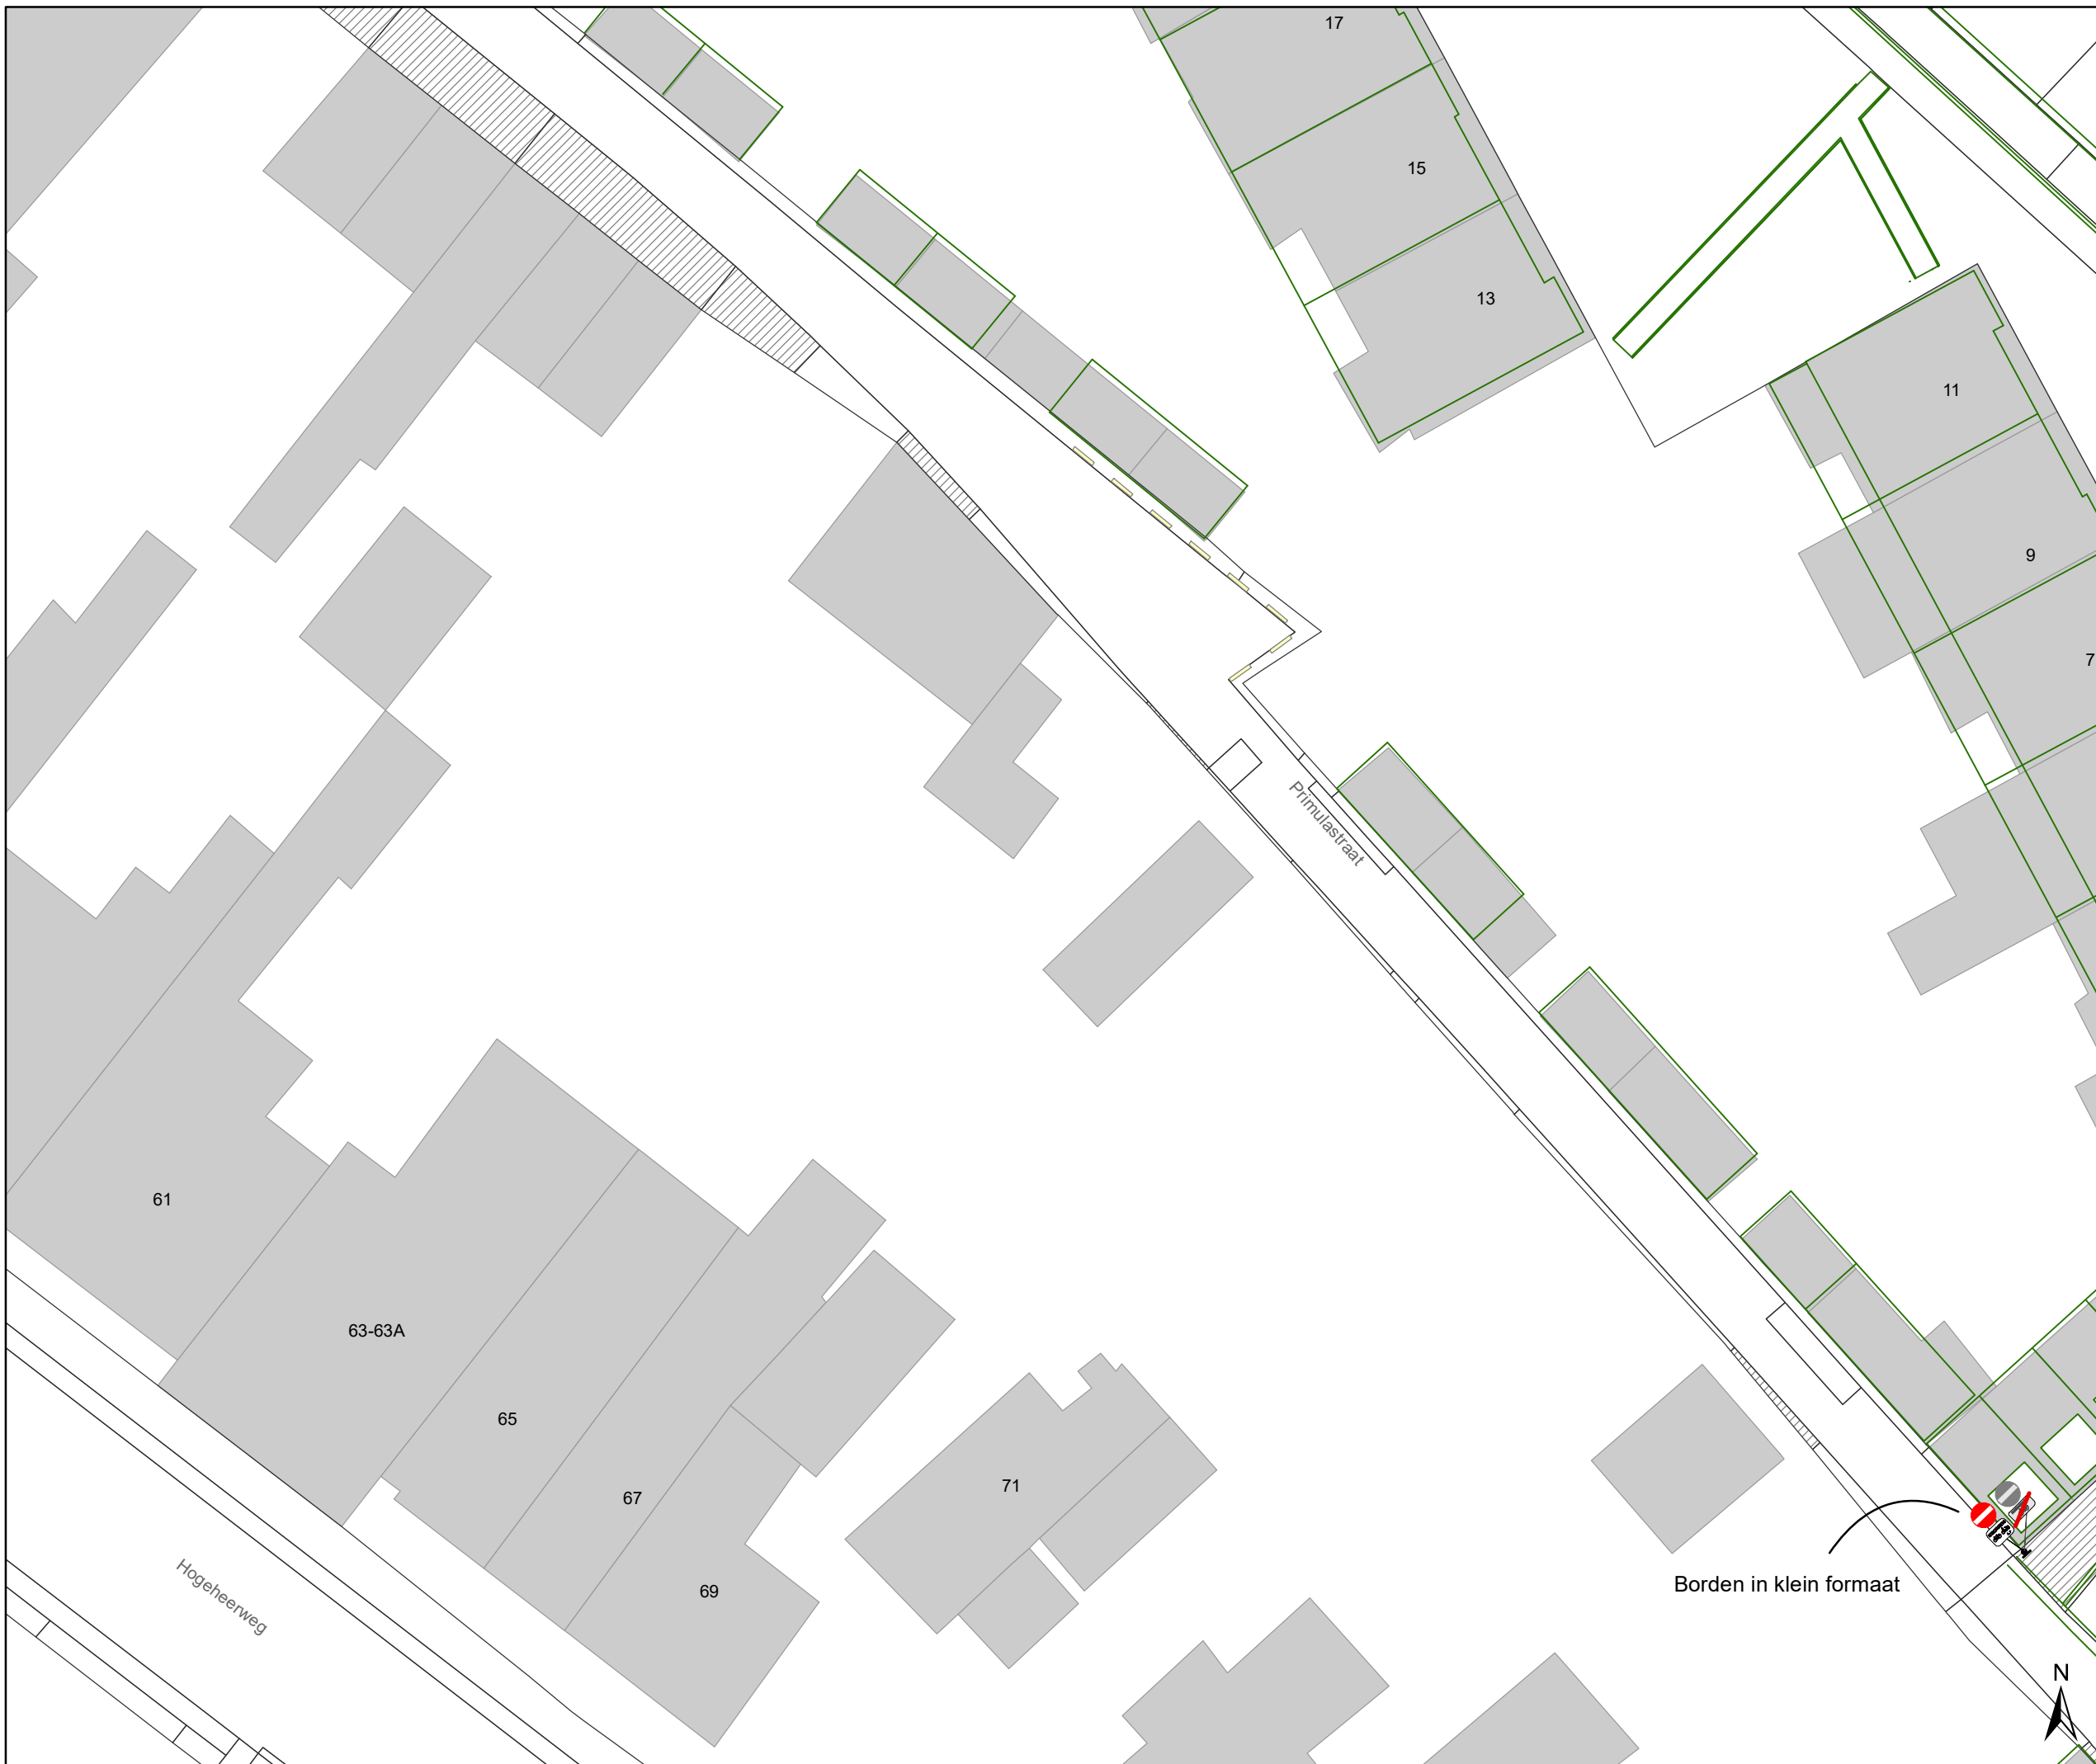 17
15
13
11
9
7
Primulastraat
61
63-63A
65
67
71
69
Hogeheerweg
Borden in klein formaat
N